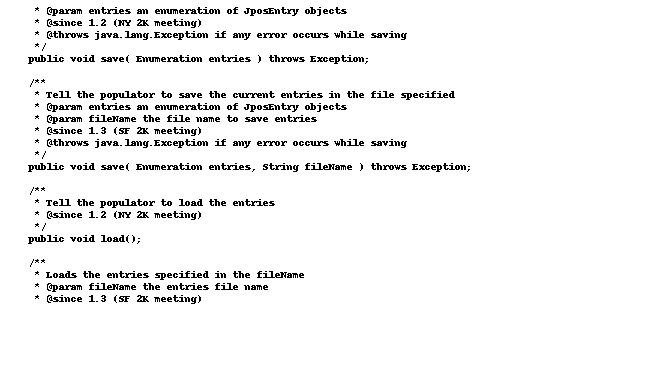 * @param entries an enumeration of JposEntry objects
* @since 1.2 (NY 2K meeting)
* @throws java.lang.Exception if any error occurs while saving
*/
public void save( Enumeration entries ) throws Exception;
/**
* Tell the populator to save the current entries in the file specified
* @param entries an enumeration of JposEntry objects
* @param fileName the file name to save entries
* @since 1.3 (SF 2K meeting)
* @throws java.lang.Exception if any error occurs while saving
*/
public void save( Enumeration entries, String fileName ) throws Exception;
/**
* Tell the populator to load the entries
* @since 1.2 (NY 2K meeting)
*/
public void load();
/**
* Loads the entries specified in the fileName
* @param fileName the entries file name
* @since 1.3 (SF 2K meeting)